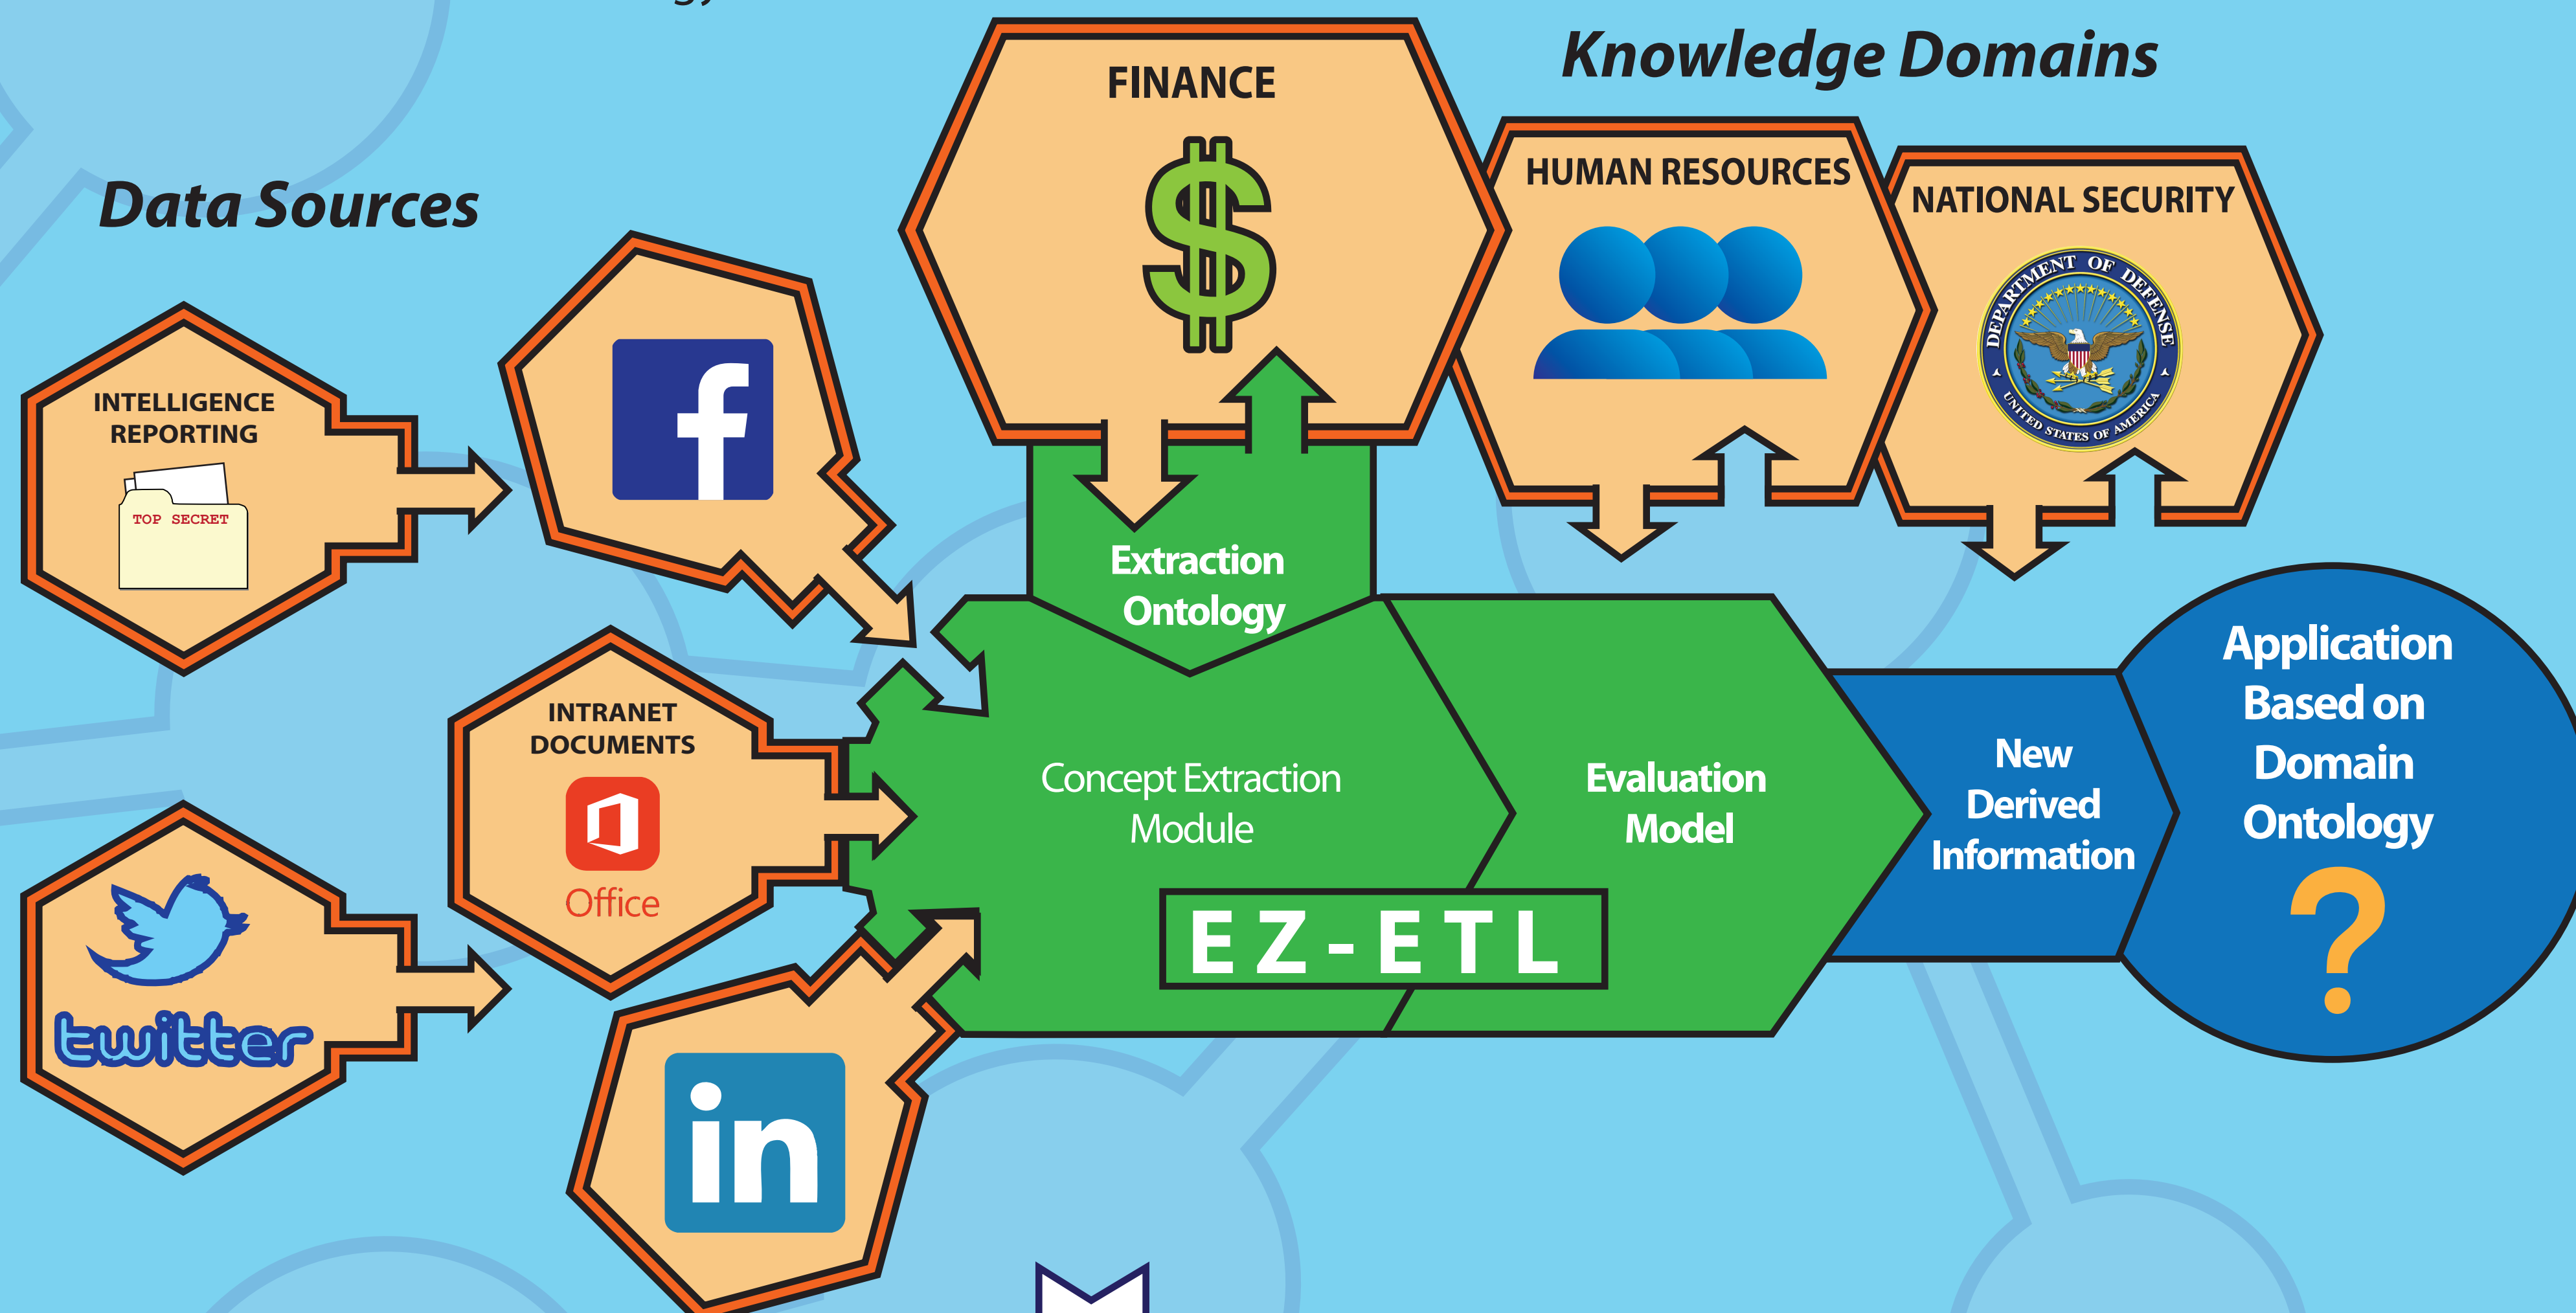 Knowledge Domains
Data Sources
FINANCE
$
HUMAN RESOURCES
NATIONAL SECURITY
DEPARTMENT OF DEFENSE
UNITED STATES OF AMERICA
INTELLIGENCE
REPORTING
TOP SECRET
f
Extraction
Ontology
INTRANET
DOCUMENTS
Office
twitter
in
Concept Extraction
Module
Evaluation
Model
EZ-ETL
New
Derived
Information
Application
Based on
Domain
Ontology
?